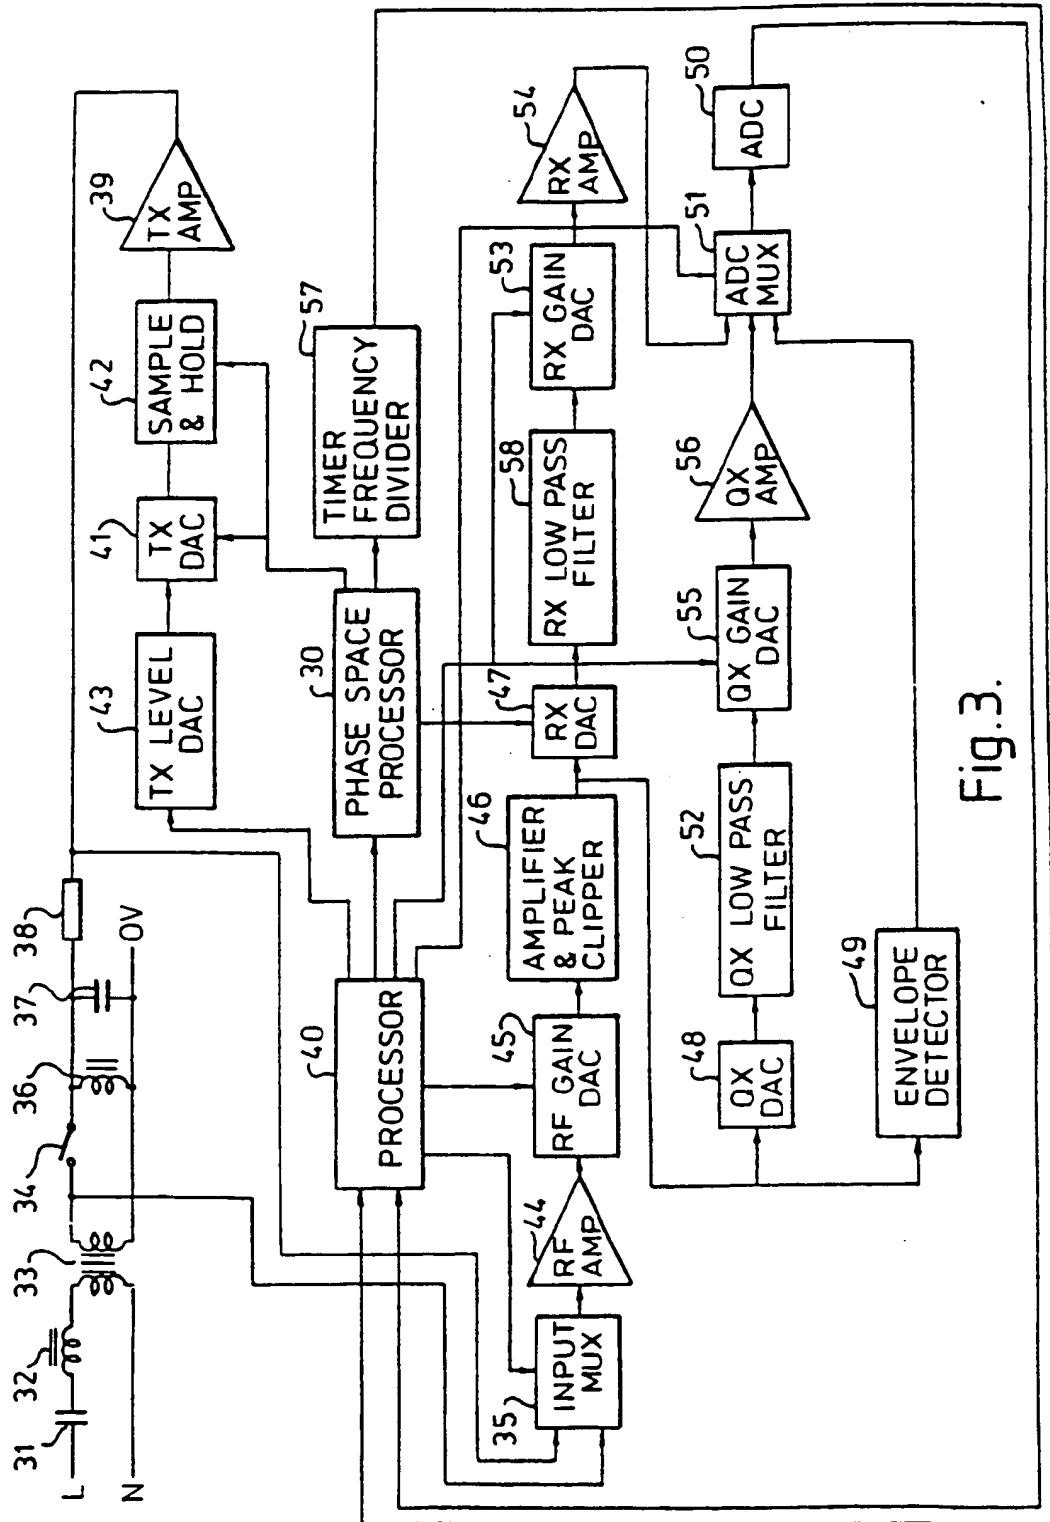 L
N
31
32
33
34
36
37
38
0V
39
TX
AMP
42
SAMPLE
& HOLD
41
TX
DAC
43
TX LEVEL
DAC
57
TIMER
FREQUENCY
DIVIDER
30
PHASE SPACE
PROCESSOR
40
PROCESSOR
35
INPUT
MUX
44
RF
AMP
45
RF GAIN
DAC
46
AMPLIFIER
& PEAK
CLIPPER
47
RX
DAC
58
RX LOW PASS
FILTER
53
RX GAIN
DAC
54
RX
AMP
48
QX
DAC
52
QX LOW PASS
FILTER
55
QX GAIN
DAC
56
QX
AMP
51
ADC
MUX
50
ADC
49
ENVELOPE
DETECTOR
Fig.3.